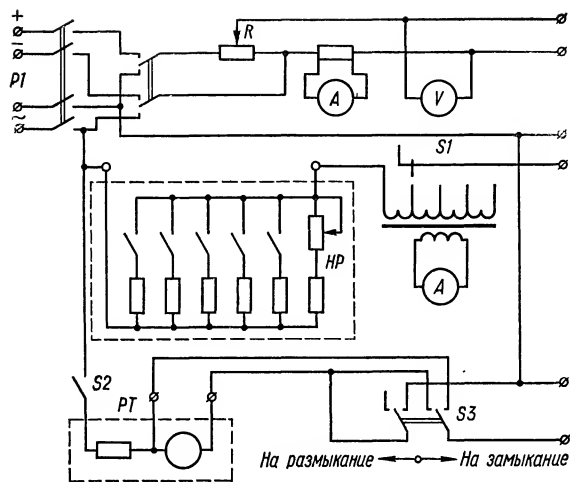 +
−
P1
~
R
A
V
S1
HP
A
S2
PT
S3
На размыкание
На замыкание